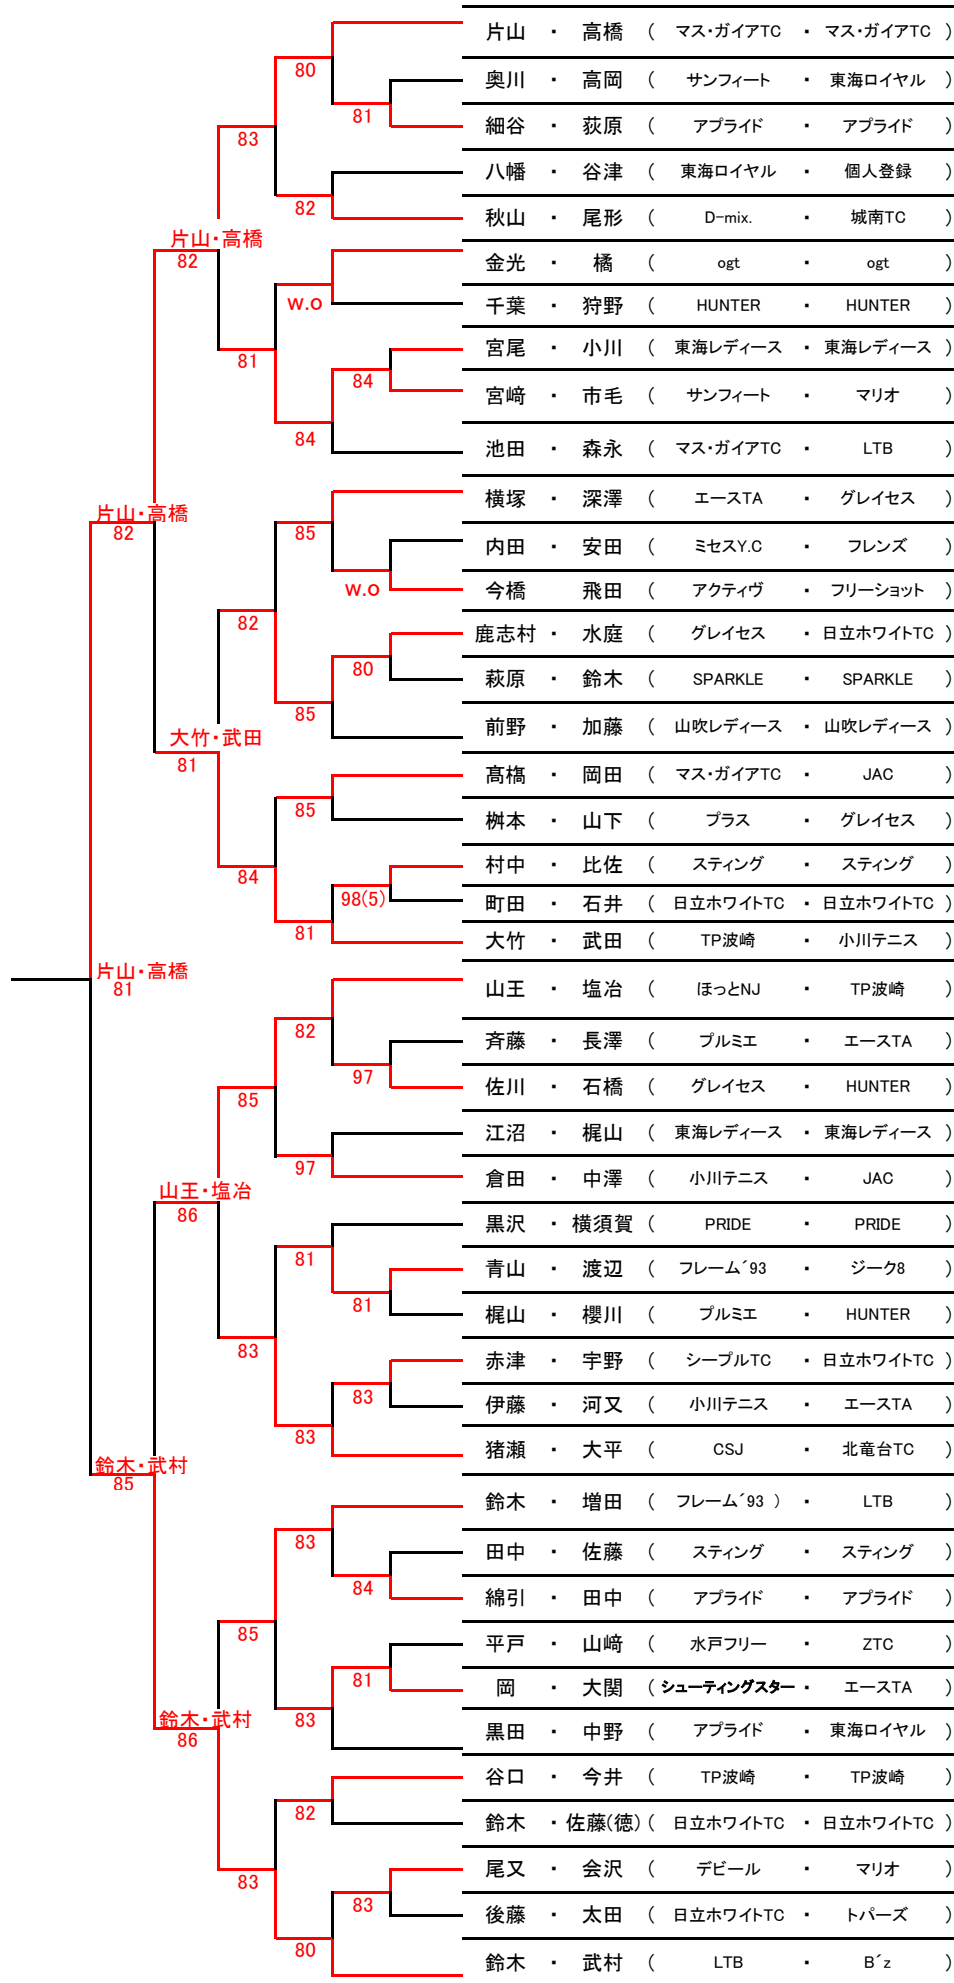 片山 ・ 高橋 ( マス・ガイアTC ・ マス・ガイアTC )
80
奥川 ・ 高岡 ( サンフィート ・ 東海ロイヤル )
81
細谷 ・ 荻原 ( アプライド ・ アプライド )
83
八幡 ・ 谷津 ( 東海ロイヤル ・ 個人登録 )
82
秋山 ・ 尾形 ( D-mix. ・ 城南TC )
片山・高橋
82
金光 ・ 橘 ( ogt ・ ogt )
w.o
千葉 ・ 狩野 ( HUNTER ・ HUNTER )
宮尾 ・ 小川 ( 東海レディース ・ 東海レディース )
81
84
宮﨑 ・ 市毛 ( サンフィート ・ マリオ )
84
池田 ・ 森永 ( マス・ガイアTC ・ LTB )
横塚 ・ 深澤 ( エースTA ・ グレイセス )
片山・高橋
82
85
内田 ・ 安田 ( ミセスY.C ・ フレンズ )
w.o
今橋 飛田 ( アクティヴ ・ フリーショット )
82
鹿志村 ・ 水庭 ( グレイセス ・ 日立ホワイトTC )
80
萩原 ・ 鈴木 ( SPARKLE ・ SPARKLE )
85
前野 ・ 加藤 ( 山吹レディース ・ 山吹レディース )
大竹・武田
81
髙槗 ・ 岡田 ( マス・ガイアTC ・ JAC )
85
桝本 ・ 山下 ( プラス ・ グレイセス )
村中 ・ 比佐 ( スティング ・ スティング )
84
98(5)
町田 ・ 石井 ( 日立ホワイトTC ・ 日立ホワイトTC )
81
大竹 ・ 武田 ( TP波崎 ・ 小川テニス )
片山・高橋
81
山王 ・ 塩冶 ( ほっとNJ ・ TP波崎 )
82
斉藤 ・ 長澤 ( プルミエ ・ エースTA )
97
佐川 ・ 石橋 ( グレイセス ・ HUNTER )
85
江沼 ・ 梶山 ( 東海レディース ・ 東海レディース )
97
倉田 ・ 中澤 ( 小川テニス ・ JAC )
山王・塩冶
86
黒沢 ・ 横須賀 ( PRIDE ・ PRIDE )
81
青山 ・ 渡辺 ( フレーム´93 ・ ジーク8 )
81
梶山 ・ 櫻川 ( プルミエ ・ HUNTER )
83
赤津 ・ 宇野 ( シープルTC ・ 日立ホワイトTC )
83
伊藤 ・ 河又 ( 小川テニス ・ エースTA )
83
猪瀬 ・ 大平 ( CSJ ・ 北竜台TC )
鈴木・武村
85
鈴木 ・ 増田 ( フレーム´93 ) ・ LTB )
83
田中 ・ 佐藤 ( スティング ・ スティング )
84
綿引 ・ 田中 ( アプライド ・ アプライド )
85
平戸 ・ 山﨑 ( 水戸フリー ・ ZTC )
81
岡 ・ 大関 ( シューティングスター ・ エースTA )
83
鈴木・武村
86
黒田 ・ 中野 ( アプライド ・ 東海ロイヤル )
谷口 ・ 今井 ( TP波崎 ・ TP波崎 )
82
鈴木 ・ 佐藤(徳) ( 日立ホワイトTC ・ 日立ホワイトTC )
83
尾又 ・ 会沢 ( デビール ・ マリオ )
83
後藤 ・ 太田 ( 日立ホワイトTC ・ トパーズ )
80
鈴木 ・ 武村 ( LTB ・ B´z )